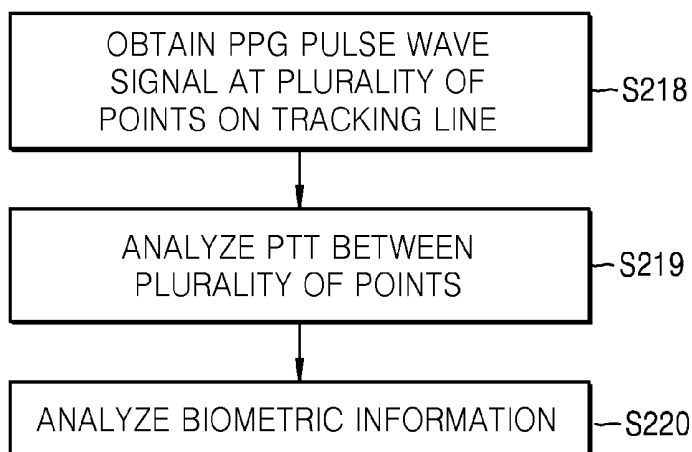 OBTAIN PPG PULSE WAVE
SIGNAL AT PLURALITY OF
POINTS ON TRACKING LINE
S218
ANALYZE PTT BETWEEN
PLURALITY OF POINTS
S219
ANALYZE BIOMETRIC INFORMATION
S220